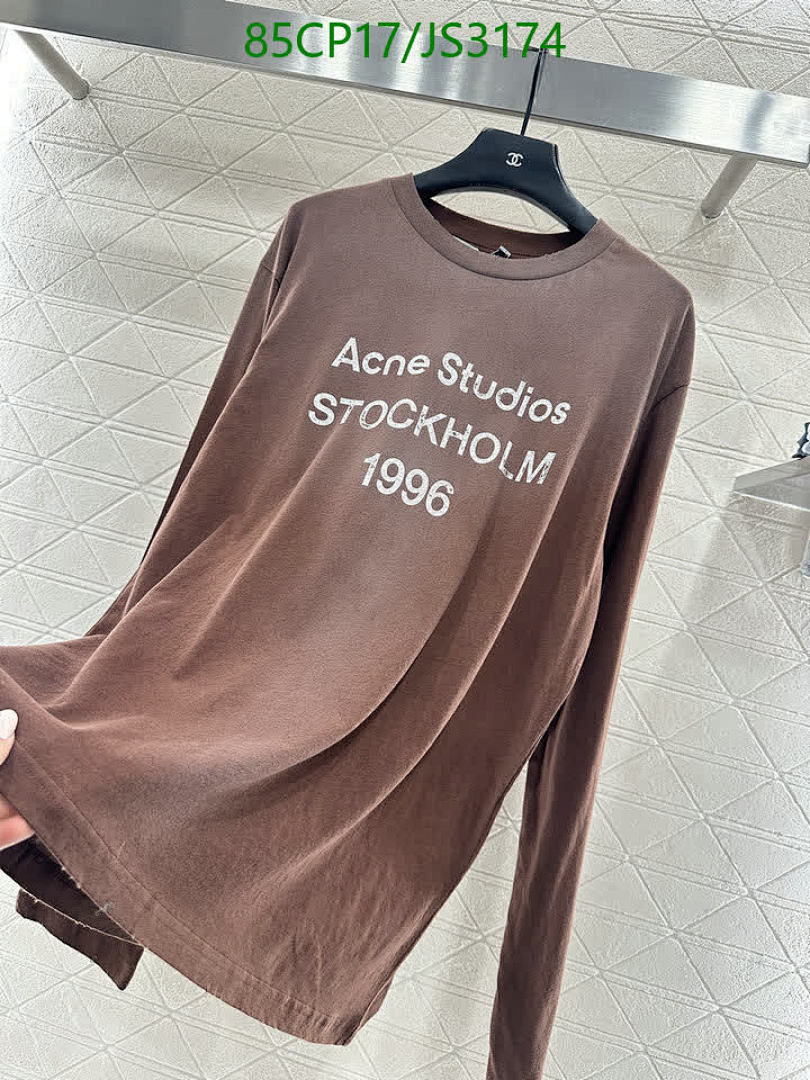 85CP17/JS3174
Acne Studios
STOCKHOLM
1996